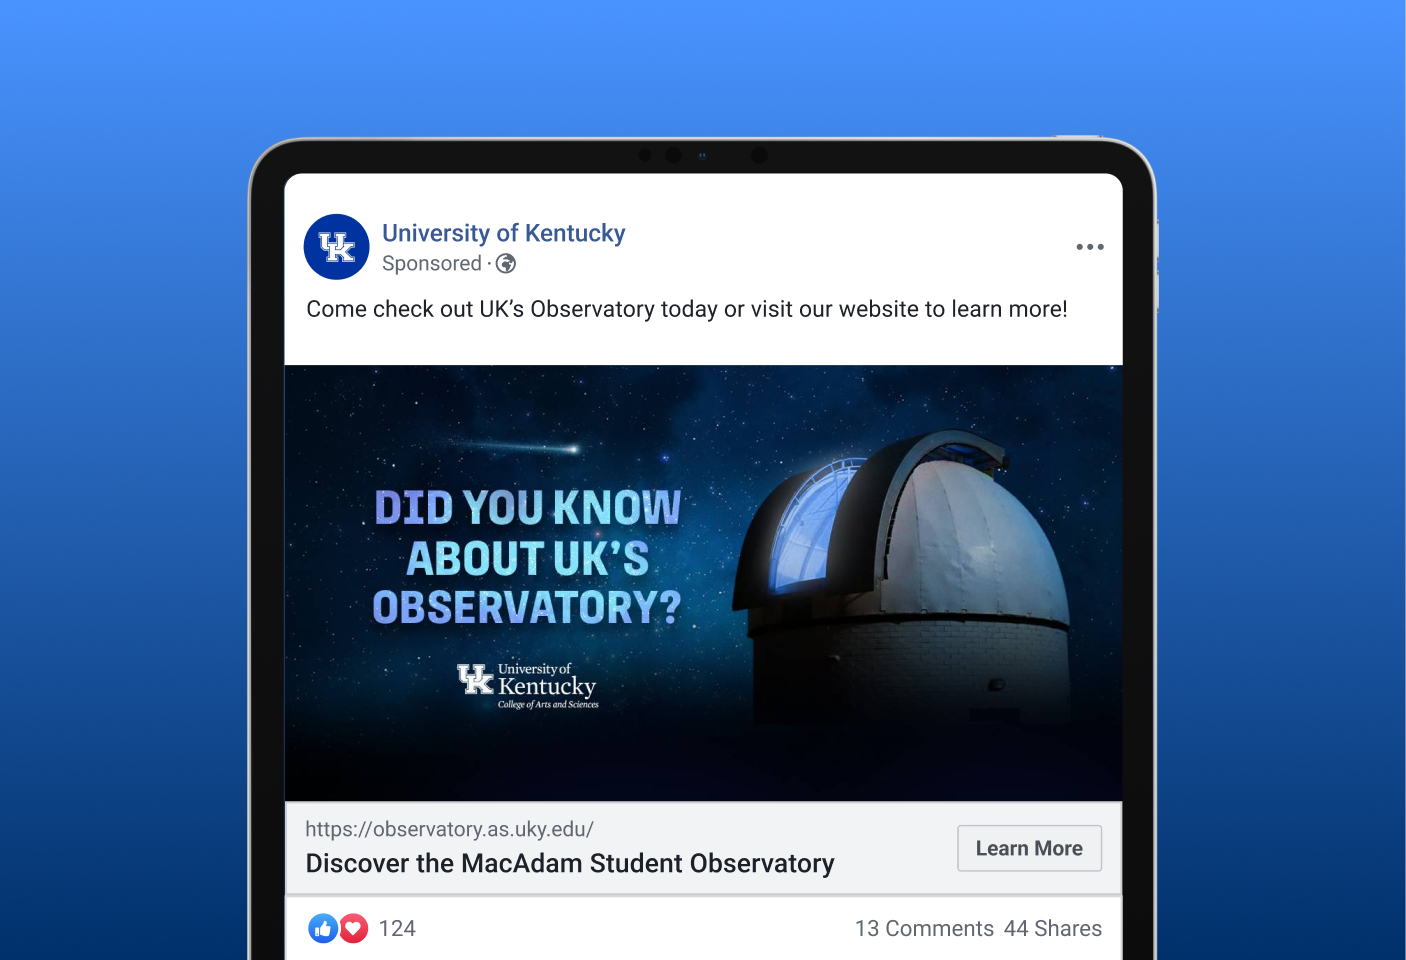 UK
University of Kentucky
Sponsored ·
Come check out UK’s Observatory today or visit our website to learn more!
DID YOU KNOW
ABOUT UK’S
OBSERVATORY?
UK
University of
Kentucky
College of Arts and Sciences
https://observatory.as.uky.edu/
Discover the MacAdam Student Observatory
Learn More
124
13 Comments 44 Shares